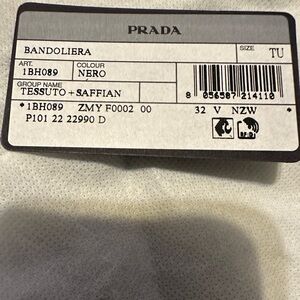 PRADA
BANDOLIERA SIZE TU
ART. COLOUR
1BH089 NERO
GROUP NAME
TESSUTO+SAFFIAN 8 056507 214110
*1BH089 ZMY F0002 00 32 V NZW *
P101 22 22990 D